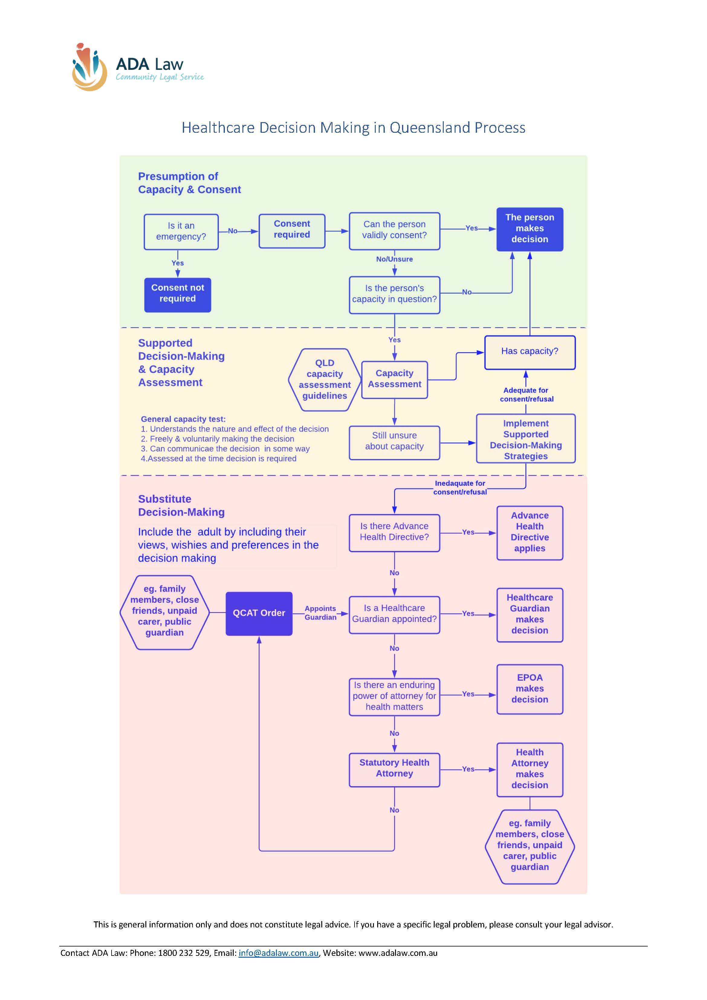 ADA Law
Community Legal Service
Healthcare Decision Making in Queensland Process
Presumption of
Capacity & Consent
Is it an
emergency?
No
Consent
required
Can the person
validly consent?
Yes
The person
makes
decision
Yes
No/Unsure
Consent not
required
Is the person's
capacity in question?
No
Supported
Decision-Making
& Capacity
Assessment
Yes
QLD
capacity
assessment
guidelines
Capacity
Assessment
Has capacity?
Adequate for
consent/refusal
General capacity test:
1. Understands the nature and effect of the decision
2. Freely & voluntarily making the decision
3. Can communicae the decision in some way
4.Assessed at the time decision is required
Still unsure
about capacity
Implement
Supported
Decision-Making
Strategies
Inedaquate for
consent/refusal
Substitute
Decision-Making
Include the adult by including their
views, wishies and preferences in the
decision making
Is there Advance
Health Directive?
Yes
Advance
Health
Directive
applies
No
eg. family
members, close
friends, unpaid
carer, public
guardian
QCAT Order
Appoints
Guardian
Is a Healthcare
Guardian appointed?
Yes
Healthcare
Guardian
makes
decision
No
Is there an enduring
power of attorney for
health matters
Yes
EPOA
makes
decision
No
Statutory Health
Attorney
Yes
Health
Attorney
makes
decision
No
eg. family
members, close
friends, unpaid
carer, public
guardian
This is general information only and does not constitute legal advice. If you have a specific legal problem, please consult your legal advisor.
Contact ADA Law: Phone: 1800 232 529, Email: info@adalaw.com.au, Website: www.adalaw.com.au